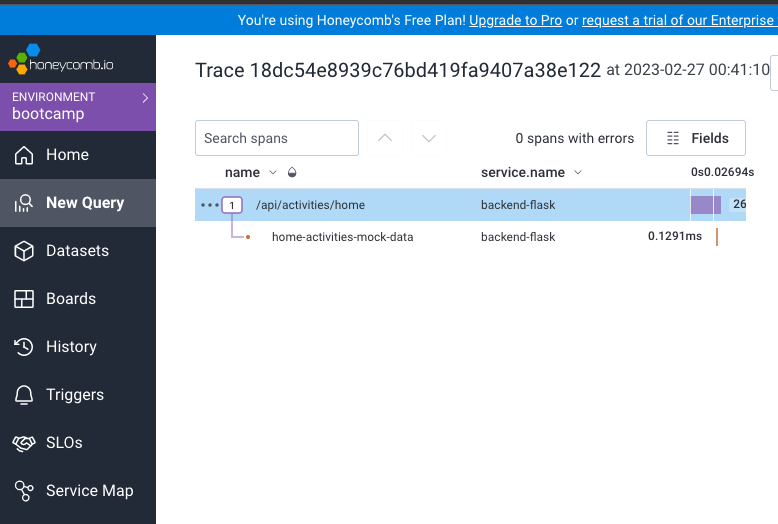 You're using Honeycomb's Free Plan! Upgrade to Pro or request a trial of our Enterprise
honeycomb.io
ENVIRONMENT
bootcamp
Home
New Query
Datasets
Boards
History
Triggers
SLOs
Service Map
Trace 18dc54e8939c76bd419fa9407a38e122 at 2023-02-27 00:41:10
Search spans
0 spans with errors
Fields
name service.name 0s0.02694s
1 /api/activities/home backend-flask 26
home-activities-mock-data backend-flask 0.1291ms